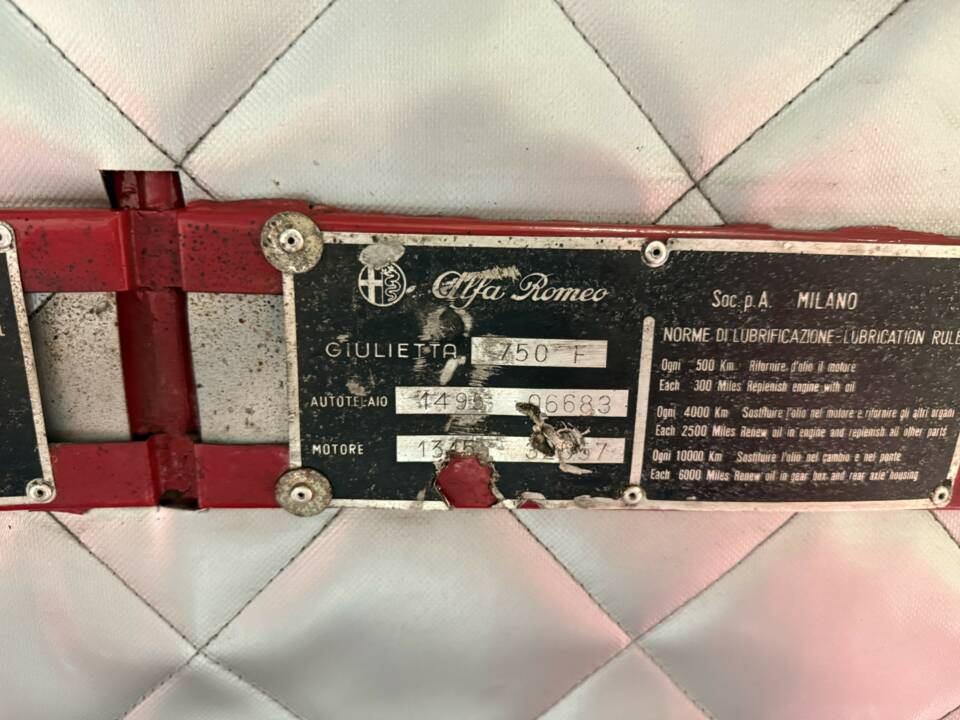 Alfa Romeo
GIULIETTA 750 F
AUTOTELAIO 1495 06683
MOTORE
Soc. p. A. MILANO
NORME DI LUBRIFICAZIONE - LUBRICATION RULE
Ogni 500 Km Rifornire d'olio il motore
Each 300 Miles Replenish engine with oil
Ogni 4000 Km Sostituire l'olio nel motore e rifornire gli altri organi
Each 2500 Miles Renew oil in engine and replenish all other parts
Ogni 10000 Km Sostituire l'olio nel cambio e nel ponte
Each 6000 Miles Renew oil in gear box and rear axle housing